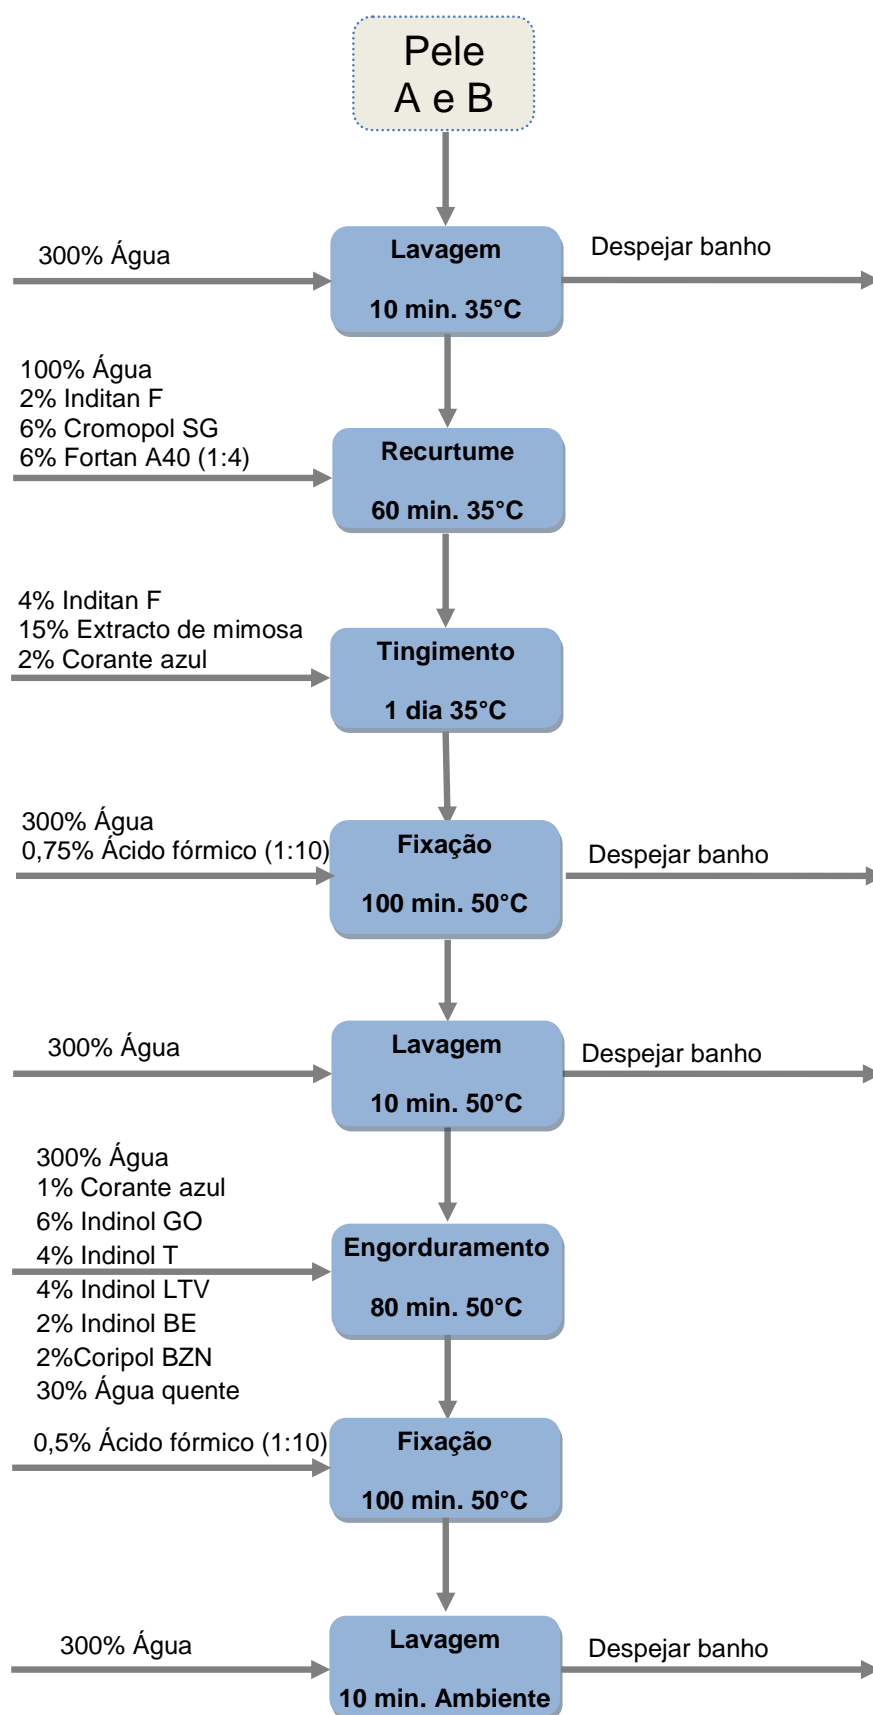 Pele
A e B
300% Água
Lavagem
10 min. 35°C
Despejar banho
100% Água
2% Inditan F
6% Cromopol SG
6% Fortan A40 (1:4)
Recurtume
60 min. 35°C
4% Inditan F
15% Extracto de mimosa
2% Corante azul
Tingimento
1 dia 35°C
300% Água
0,75% Ácido fórmico (1:10)
Fixação
100 min. 50°C
Despejar banho
300% Água
Lavagem
10 min. 50°C
Despejar banho
300% Água
1% Corante azul
6% Indinol GO
4% Indinol T
4% Indinol LTV
2% Indinol BE
2%Coripol BZN
30% Água quente
Engorduramento
80 min. 50°C
0,5% Ácido fórmico (1:10)
Fixação
100 min. 50°C
300% Água
Lavagem
10 min. Ambiente
Despejar banho